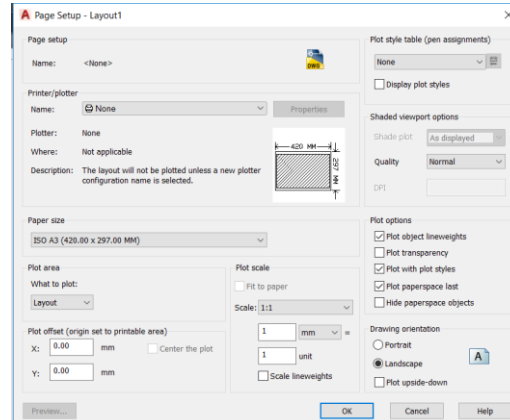 A Page Setup - Layout1
Page setup
Name: <None>
DWG
Printer/plotter
Name: None
Properties
Plotter: None
Where: Not applicable
Description: The layout will not be plotted unless a new plotter
configuration name is selected.
420 MM
297 MM
Paper size
ISO A3 (420.00 x 297.00 MM)
Plot area
What to plot:
Layout
Plot offset (origin set to printable area)
X: 0.00 mm
Center the plot
Y: 0.00 mm
Plot scale
Fit to paper
Scale: 1:1
1 mm =
1 unit
Scale lineweights
Plot style table (pen assignments)
None
Display plot styles
Shaded viewport options
Shade plot As displayed
Quality Normal
DPI
Plot options
Plot object lineweights
Plot transparency
Plot with plot styles
Plot paperspace last
Hide paperspace objects
Drawing orientation
Portrait
Landscape
A
Plot upside-down
Preview...
OK
Cancel
Help